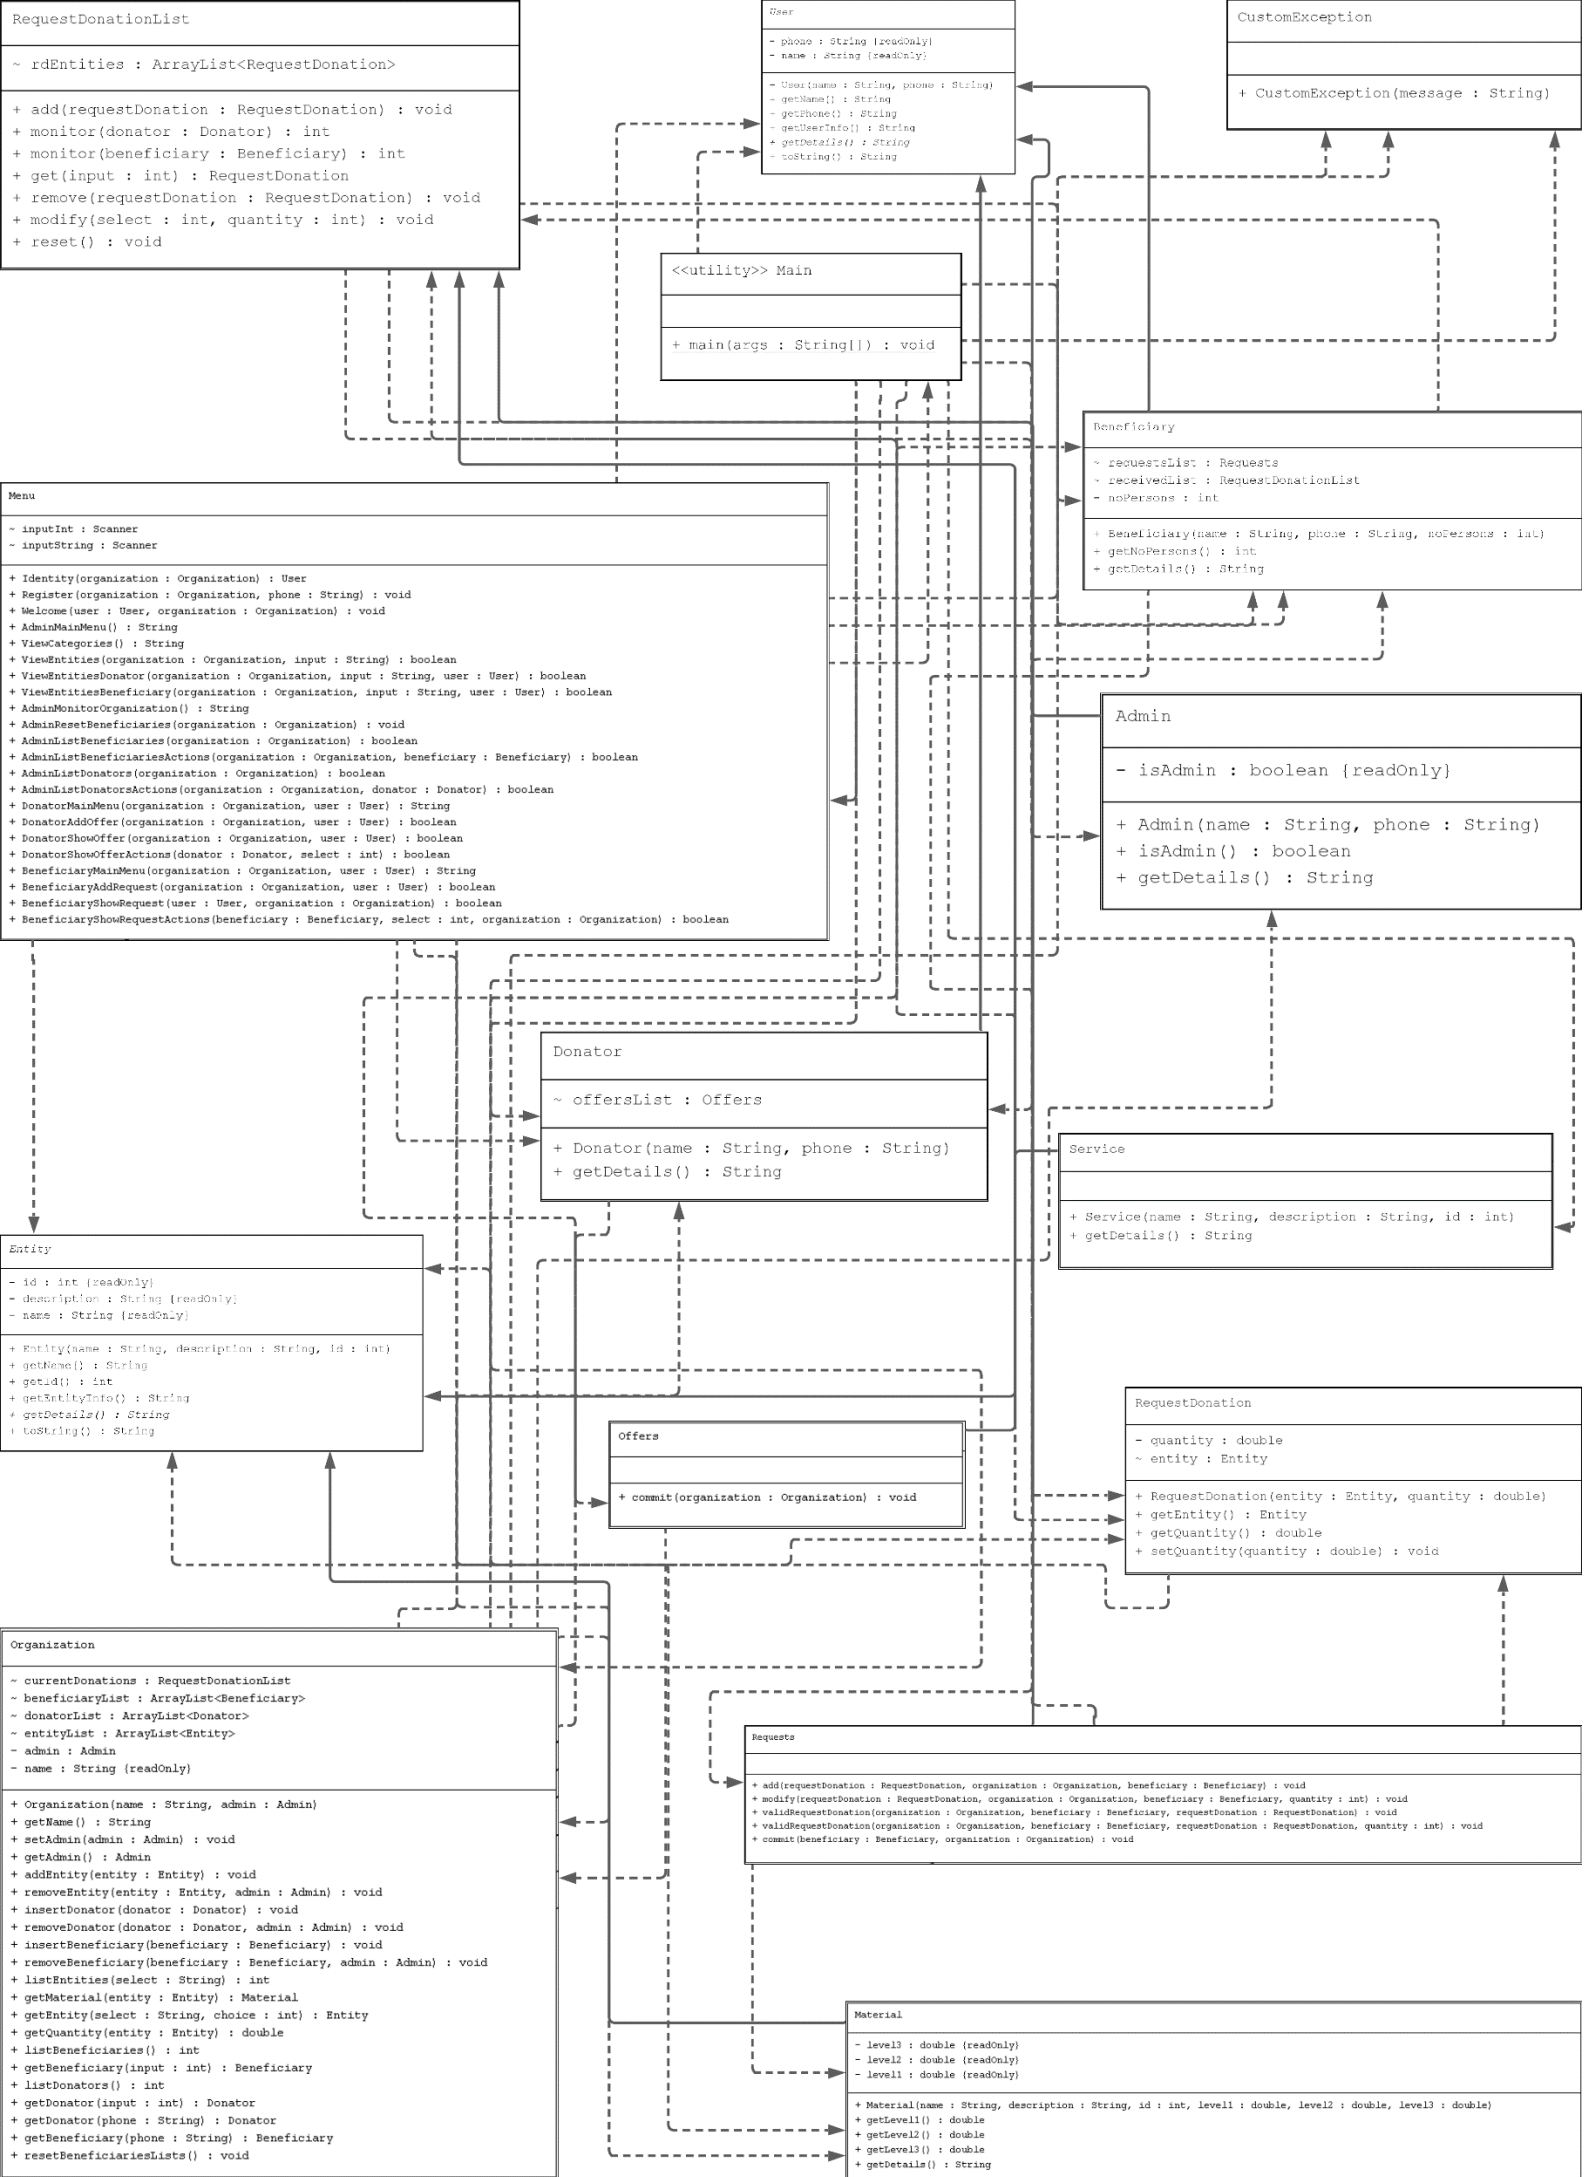 RequestDonationList
~ rdEntities : ArrayList<RequestDonation>
+ add(requestDonation : RequestDonation) : void
+ monitor(donator : Donator) : int
+ monitor(beneficiary : Beneficiary) : int
+ get(input : int) : RequestDonation
+ remove(requestDonation : RequestDonation) : void
+ modify(select : int, quantity : int) : void
+ reset() : void
User
- phone : String {readOnly}
- name : String {readOnly}
- User(name : String, phone : String)
- getName() : String
- getPhone() : String
- getUserInfo() : String
+ getDetails() : String
- toString() : String
CustomException
+ CustomException(message : String)
<<utility>> Main
+ main(args : String[]) : void
Beneficiary
~ requestsList : Requests
~ receivedList : RequestDonationList
- noPersons : int
+ Beneficiary(name : String, phone : String, noPersons : int)
+ getNoPersons() : int
+ getDetails() : String
Menu
~ inputInt : Scanner
~ inputString : Scanner
+ Identity(organization : Organization) : User
+ Register(organization : Organization, phone : String) : void
+ Welcome(user : User, organization : Organization) : void
+ AdminMainMenu() : String
+ ViewCategories() : String
+ ViewEntities(organization : Organization, input : String) : boolean
+ ViewEntitiesDonator(organization : Organization, input : String, user : User) : boolean
+ ViewEntitiesBeneficiary(organization : Organization, input : String, user : User) : boolean
+ AdminMonitorOrganization() : String
+ AdminResetBeneficiaries(organization : Organization) : void
+ AdminListBeneficiaries(organization : Organization) : boolean
+ AdminListBeneficiariesActions(organization : Organization, beneficiary : Beneficiary) : boolean
+ AdminListDonators(organization : Organization) : boolean
+ AdminListDonatorsActions(organization : Organization, donator : Donator) : boolean
+ DonatorMainMenu(organization : Organization, user : User) : String
+ DonatorAddOffer(organization : Organization, user : User) : boolean
+ DonatorShowOffer(organization : Organization, user : User) : boolean
+ DonatorShowOfferActions(donator : Donator, select : int) : boolean
+ BeneficiaryMainMenu(organization : Organization, user : User) : String
+ BeneficiaryAddRequest(organization : Organization, user : User) : boolean
+ BeneficiaryShowRequest(user : User, organization : Organization) : boolean
+ BeneficiaryShowRequestActions(beneficiary : Beneficiary, select : int, organization : Organization) : boolean
Admin
- isAdmin : boolean {readOnly}
+ Admin(name : String, phone : String)
+ isAdmin() : boolean
+ getDetails() : String
Donator
~ offersList : Offers
+ Donator(name : String, phone : String)
+ getDetails() : String
Service
+ Service(name : String, description : String, id : int)
+ getDetails() : String
Entity
- id : int {readOnly}
- description : String {readOnly}
- name : String {readOnly}
+ Entity(name : String, description : String, id : int)
+ getName() : String
+ getId() : int
+ getEntityInfo() : String
+ getDetails() : String
+ toString() : String
RequestDonation
- quantity : double
~ entity : Entity
+ RequestDonation(entity : Entity, quantity : double)
+ getEntity() : Entity
+ getQuantity() : double
+ setQuantity(quantity : double) : void
Offers
+ commit(organization : Organization) : void
Organization
~ currentDonations : RequestDonationList
~ beneficiaryList : ArrayList<Beneficiary>
~ donatorList : ArrayList<Donator>
~ entityList : ArrayList<Entity>
- admin : Admin
- name : String {readOnly}
+ Organization(name : String, admin : Admin)
+ getName() : String
+ setAdmin(admin : Admin) : void
+ getAdmin() : Admin
+ addEntity(entity : Entity) : void
+ removeEntity(entity : Entity, admin : Admin) : void
+ insertDonator(donator : Donator) : void
+ removeDonator(donator : Donator, admin : Admin) : void
+ insertBeneficiary(beneficiary : Beneficiary) : void
+ removeBeneficiary(beneficiary : Beneficiary, admin : Admin) : void
+ listEntities(select : String) : int
+ getMaterial(entity : Entity) : Material
+ getEntity(select : String, choice : int) : Entity
+ getQuantity(entity : Entity) : double
+ listBeneficiaries() : int
+ getBeneficiary(input : int) : Beneficiary
+ listDonators() : int
+ getDonator(input : int) : Donator
+ getDonator(phone : String) : Donator
+ getBeneficiary(phone : String) : Beneficiary
+ resetBeneficiariesLists() : void
Requests
+ add(requestDonation : RequestDonation, organization : Organization, beneficiary : Beneficiary) : void
+ modify(requestDonation : RequestDonation, organization : Organization, beneficiary : Beneficiary, quantity : int) : void
+ validRequestDonation(organization : Organization, beneficiary : Beneficiary, requestDonation : RequestDonation) : void
+ validRequestDonation(organization : Organization, beneficiary : Beneficiary, requestDonation : RequestDonation, quantity : int) : void
+ commit(beneficiary : Beneficiary, organization : Organization) : void
Material
- level3 : double {readOnly}
- level2 : double {readOnly}
- level1 : double {readOnly}
+ Material(name : String, description : String, id : int, level1 : double, level2 : double, level3 : double)
+ getLevel1() : double
+ getLevel2() : double
+ getLevel3() : double
+ getDetails() : String